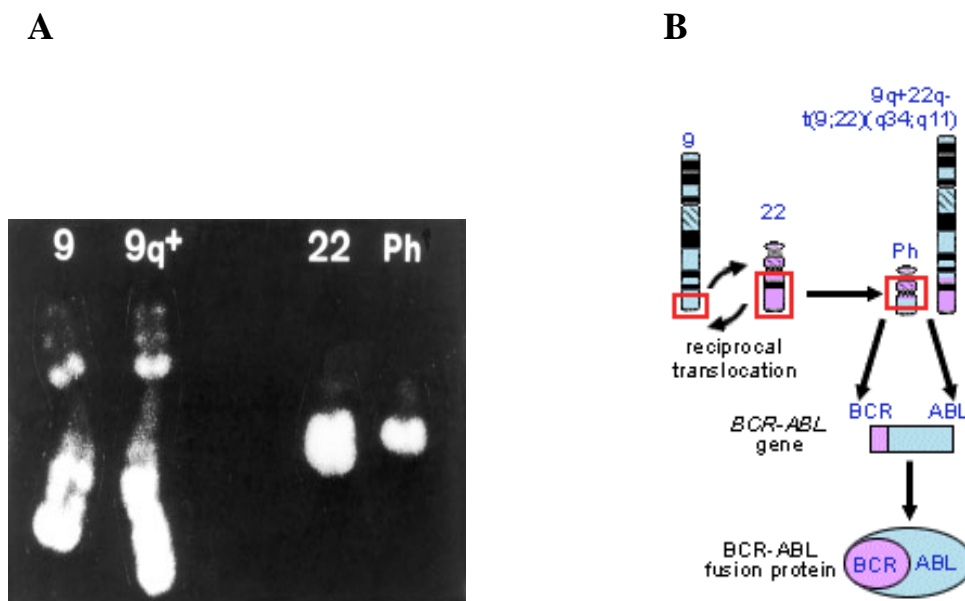 A
B
9 9q+ 22 Ph
9q+22q-
t(9;22)(q34;q11)
9
22
Ph
reciprocal
translocation
BCR ABL
BCR-ABL
gene
BCR-ABL
fusion protein
BCR ABL